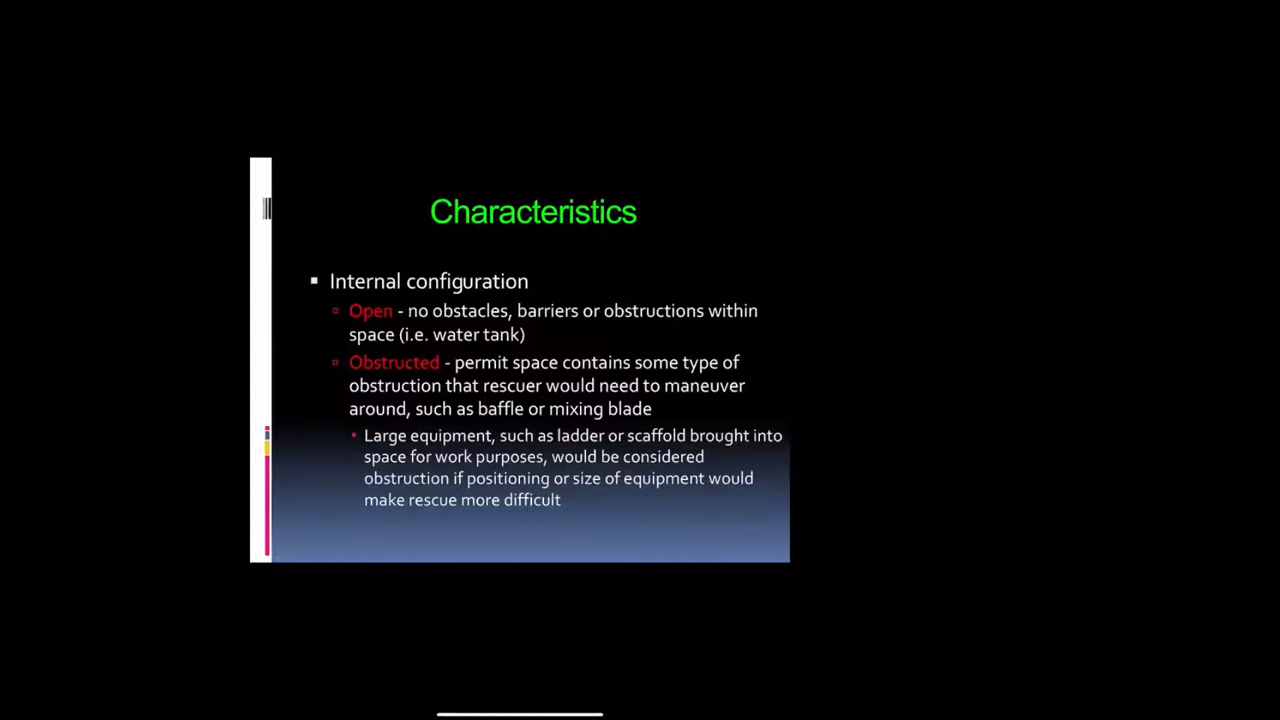 Characteristics
▪ Internal configuration
▫ Open - no obstacles, barriers or obstructions within
space (i.e. water tank)
▫ Obstructed - permit space contains some type of
obstruction that rescuer would need to maneuver
around, such as baffle or mixing blade
• Large equipment, such as ladder or scaffold brought into
space for work purposes, would be considered
obstruction if positioning or size of equipment would
make rescue more difficult